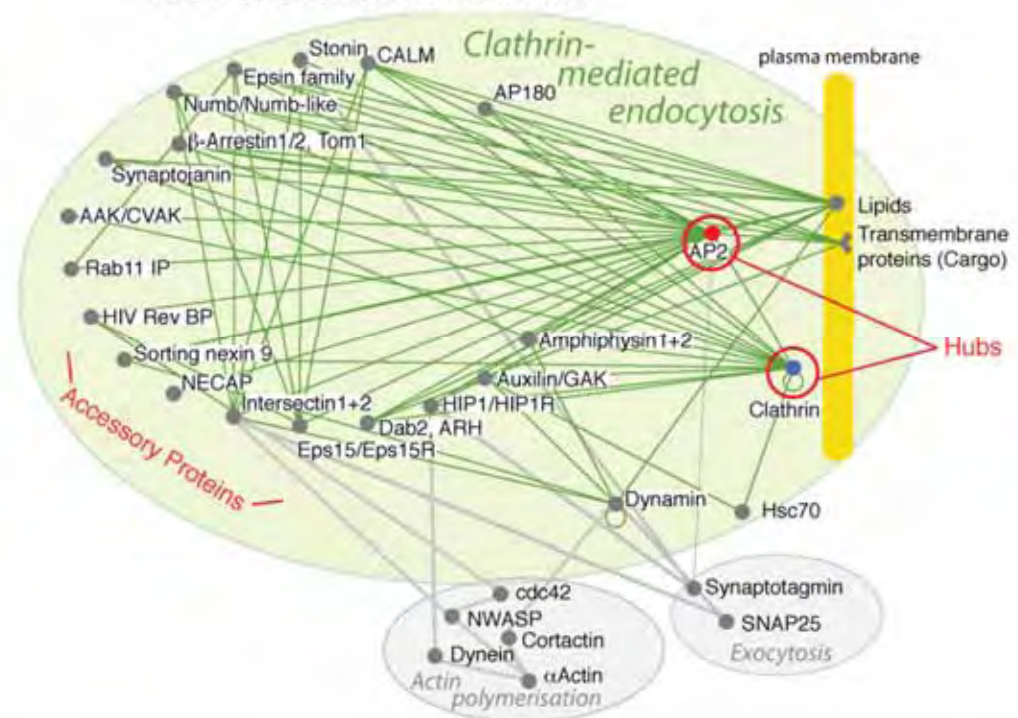 Clathrin-
mediated
endocytosis
plasma membrane
Stonin
CALM
Epsin family
AP180
Numb/Numb-like
β-Arrestin1/2, Tom1
Synaptojanin
AAK/CVAK
Lipids
Transmembrane
proteins (Cargo)
AP2
Rab11 IP
HIV Rev BP
Hubs
Amphiphysin1+2
Sorting nexin 9
Auxilin/GAK
NECAP
Intersectin1+2
HIP1/HIP1R
Clathrin
Dab2, ARH
Eps15/Eps15R
Accessory Proteins
Dynamin
Hsc70
Synaptotagmin
SNAP25
Exocytosis
cdc42
NWASP
Cortactin
Dynein
αActin
Actin
polymerisation